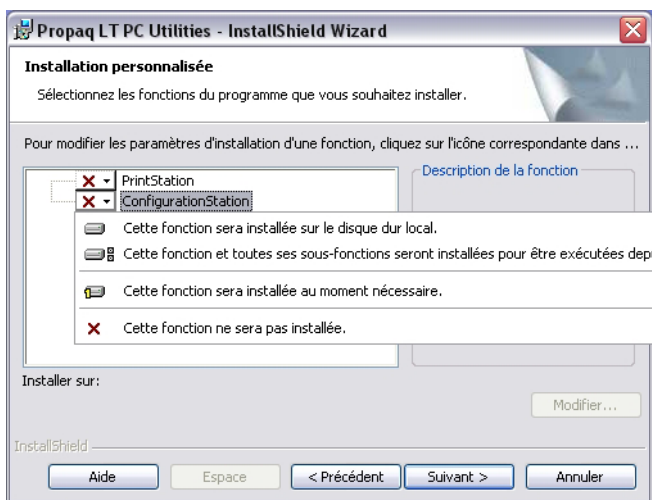 Propaq LT PC Utilities - InstallShield Wizard
Installation personnalisée
Sélectionnez les fonctions du programme que vous souhaitez installer.
Pour modifier les paramètres d'installation d'une fonction, cliquez sur l'icône correspondante dans ...
PrintStation
Description de la fonction
ConfigurationStation
Cette fonction sera installée sur le disque dur local.
Cette fonction et toutes ses sous-fonctions seront installées pour être exécutées dep
Cette fonction sera installée au moment nécessaire.
Cette fonction ne sera pas installée.
Installer sur:
Modifier...
InstallShield
Aide Espace < Précédent Suivant > Annuler